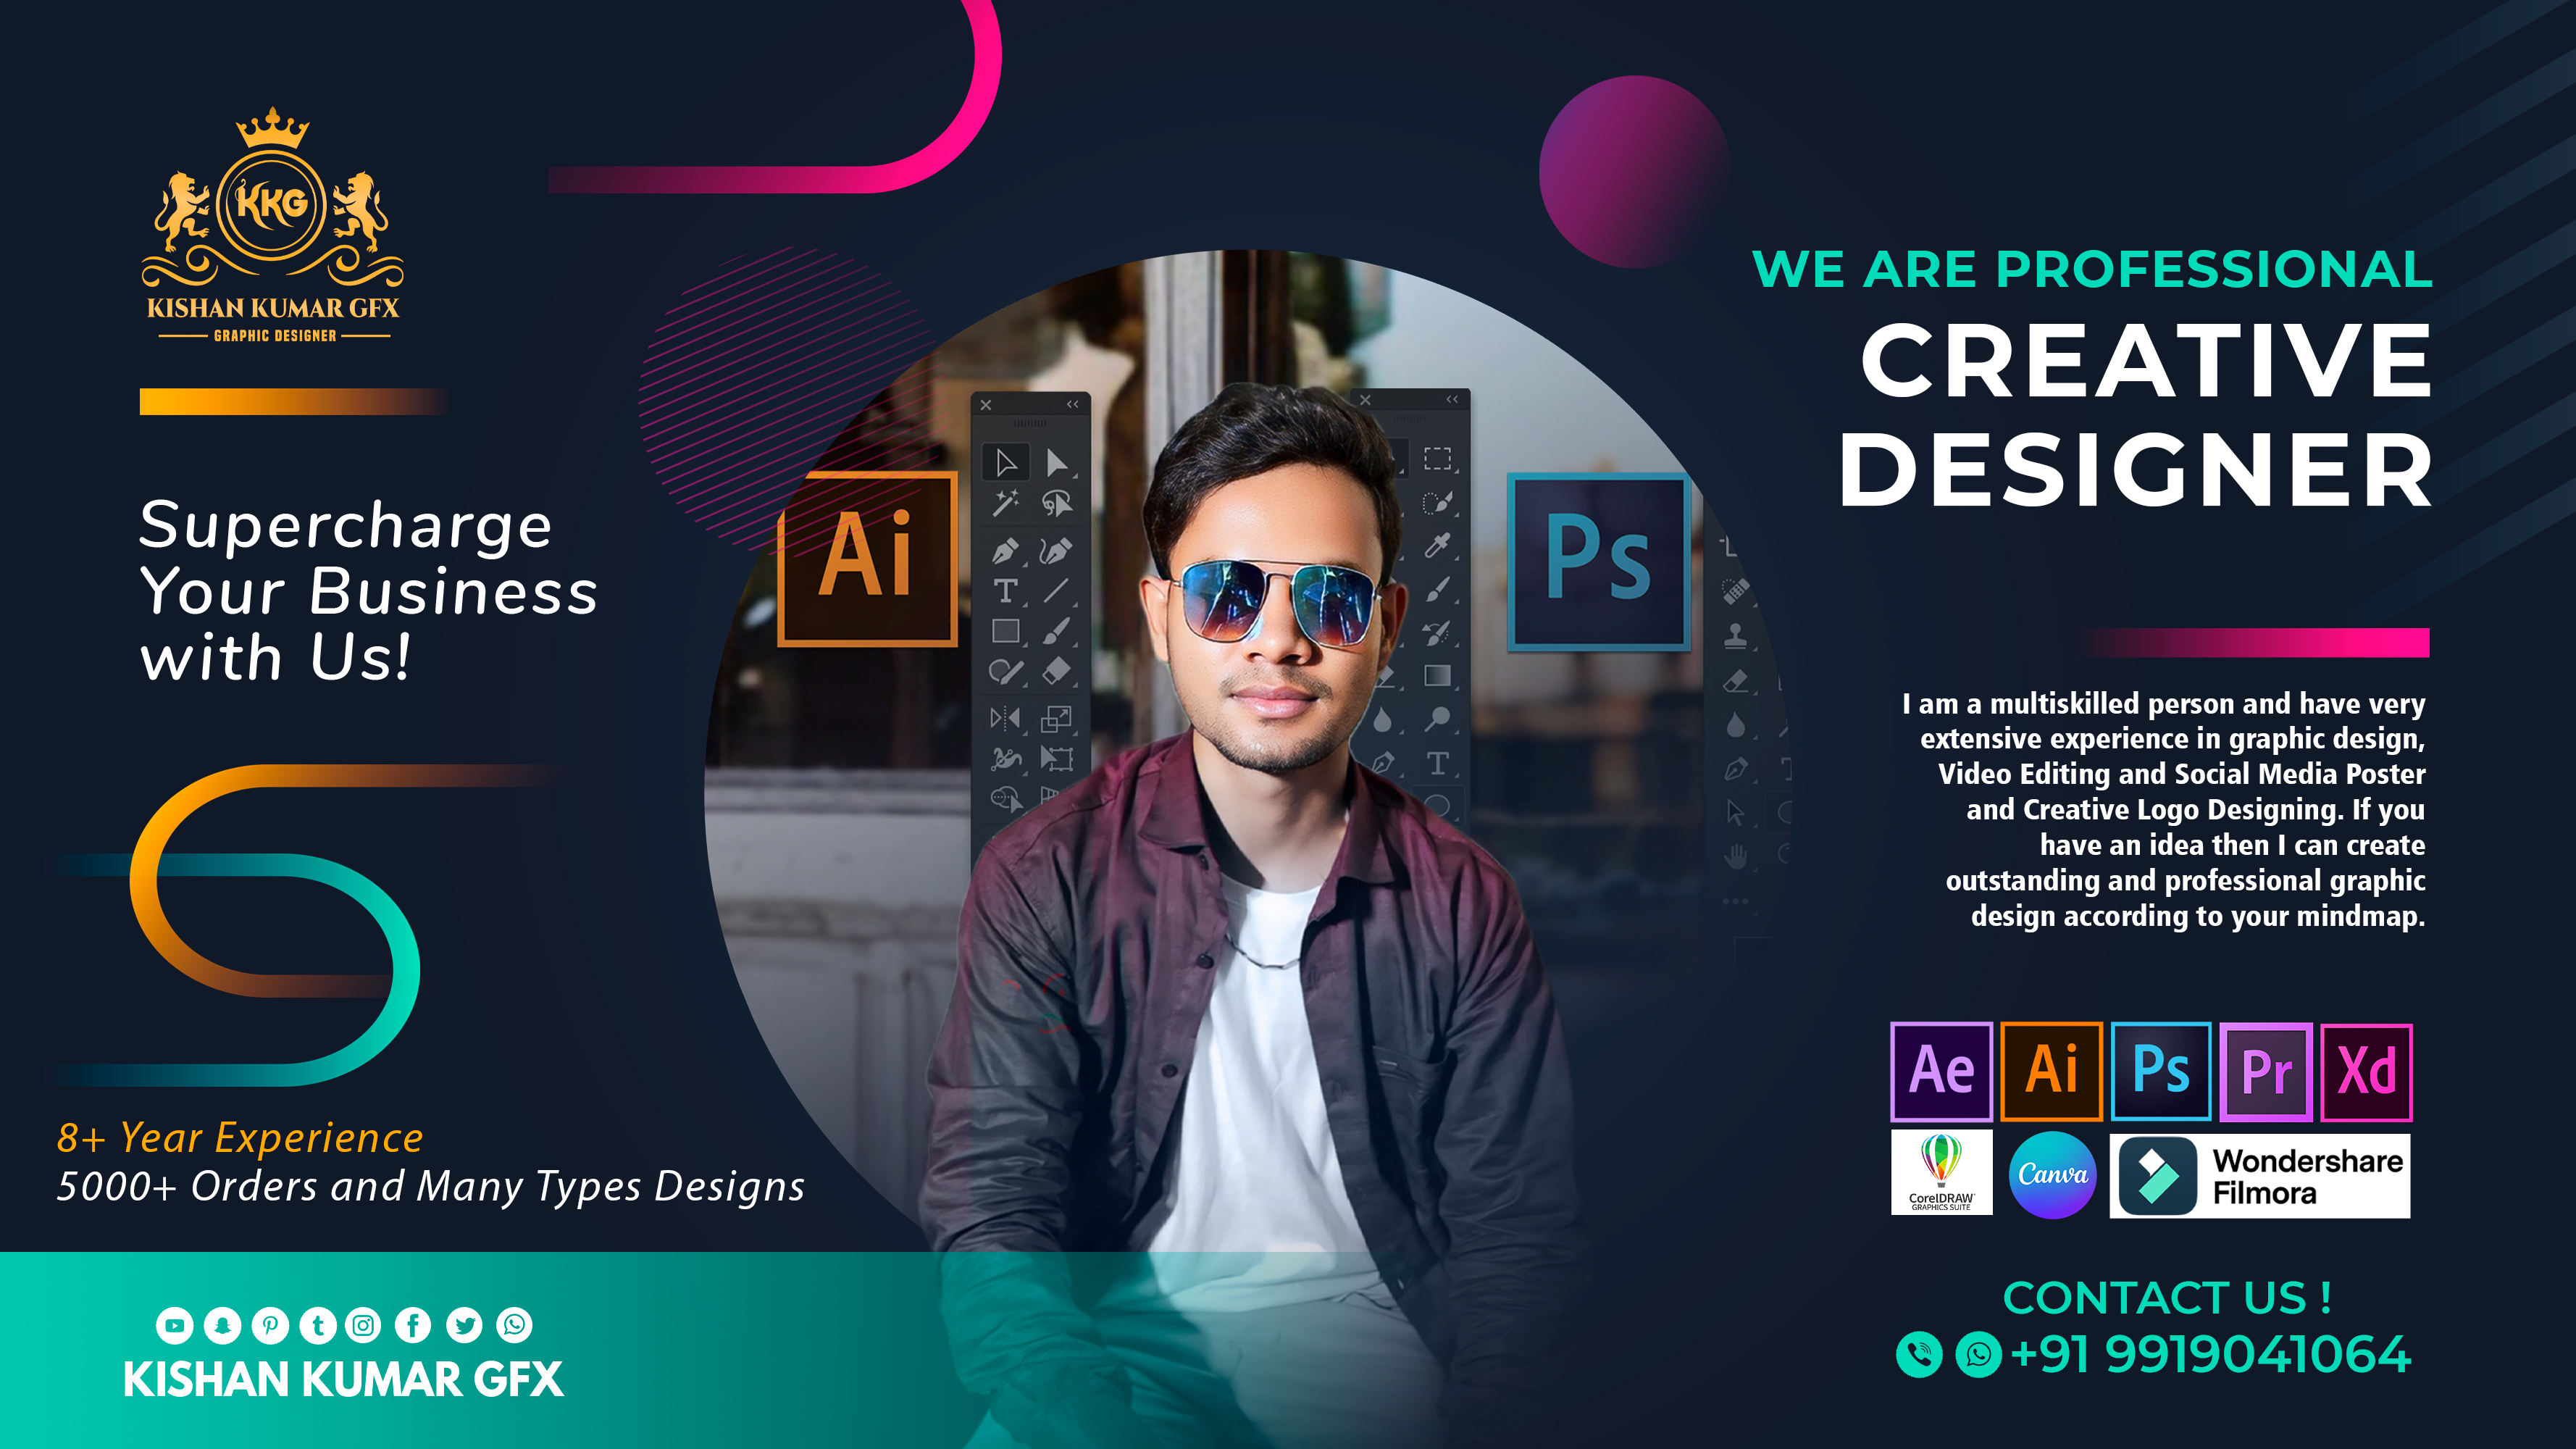 KKG
KISHAN KUMAR GFX
GRAPHIC DESIGNER
Supercharge
Your Business
with Us!
8+ Year Experience
5000+ Orders and Many Types Designs
KISHAN KUMAR GFX
Ai
Ps
WE ARE PROFESSIONAL
CREATIVE
DESIGNER
I am a multiskilled person and have very
extensive experience in graphic design,
Video Editing and Social Media Poster
and Creative Logo Designing. If you
have an idea then I can create
outstanding and professional graphic
design according to your mindmap.
Ae Ai Ps Pr Xd
CorelDRAW
GRAPHICS SUITE
Canva
Wondershare
Filmora
CONTACT US !
+91 9919041064